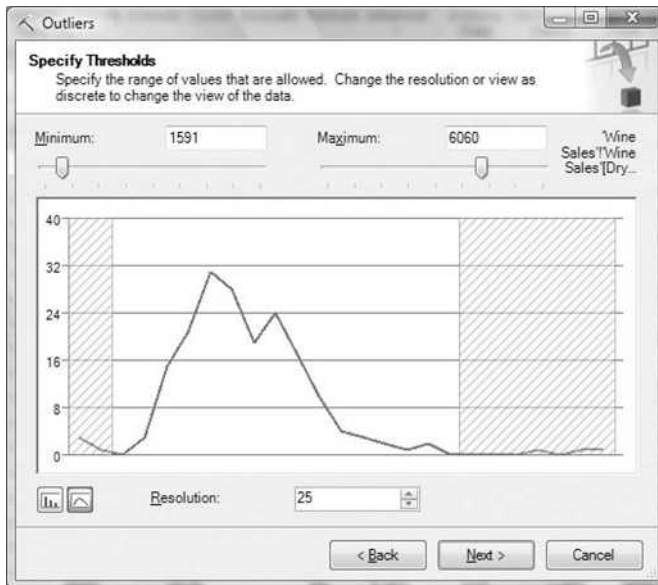 Outliers
Specify Thresholds
Specify the range of values that are allowed. Change the resolution or view as
discrete to change the view of the data.
Minimum: 1591 Maximum: 6060
'Wine
Sales'!'Wine
Sales'[Dry...
40
32
24
16
8
0
Resolution: 25
< Back Next > Cancel